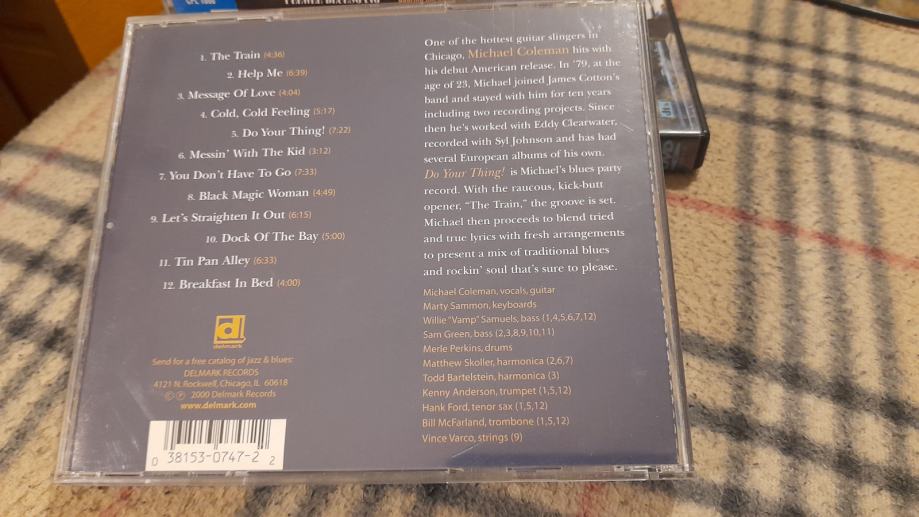 1. The Train (4:36)
2. Help Me (6:39)
3. Message Of Love (4:04)
4. Cold, Cold Feeling (5:17)
5. Do Your Thing! (7:22)
6. Messin' With The Kid (3:12)
7. You Don't Have To Go (7:33)
8. Black Magic Woman (4:49)
9. Let's Straighten It Out (6:15)
10. Dock Of The Bay (5:00)
11. Tin Pan Alley (6:33)
12. Breakfast In Bed (4:00)
d
delmark
Send for a free catalog of jazz & blues:
DELMARK RECORDS
4121 N. Rockwell, Chicago, IL 60618
© ℗ 2000 Delmark Records
www.delmark.com
0 38153-0747-2 2
One of the hottest guitar slingers in
Chicago, Michael Coleman hits with
his debut American release. In '79, at the
age of 23, Michael joined James Cotton's
band and stayed with him for ten years
including two recording projects. Since
then he's worked with Eddy Clearwater,
recorded with Syl Johnson and has had
several European albums of his own.
Do Your Thing! is Michael's blues party
record. With the raucous, kick-butt
opener, "The Train," the groove is set.
Michael then proceeds to blend tried
and true lyrics with fresh arrangements
to present a mix of traditional blues
and rockin' soul that's sure to please.
Michael Coleman, vocals, guitar
Marty Sammon, keyboards
Willie "Vamp" Samuels, bass (1,4,5,6,7,12)
Sam Green, bass (2,3,8,9,10,11)
Merle Perkins, drums
Matthew Skoller, harmonica (2,6,7)
Todd Bartelstein, harmonica (3)
Kenny Anderson, trumpet (1,5,12)
Hank Ford, tenor sax (1,5,12)
Bill McFarland, trombone (1,5,12)
Vince Varco, strings (9)
dts